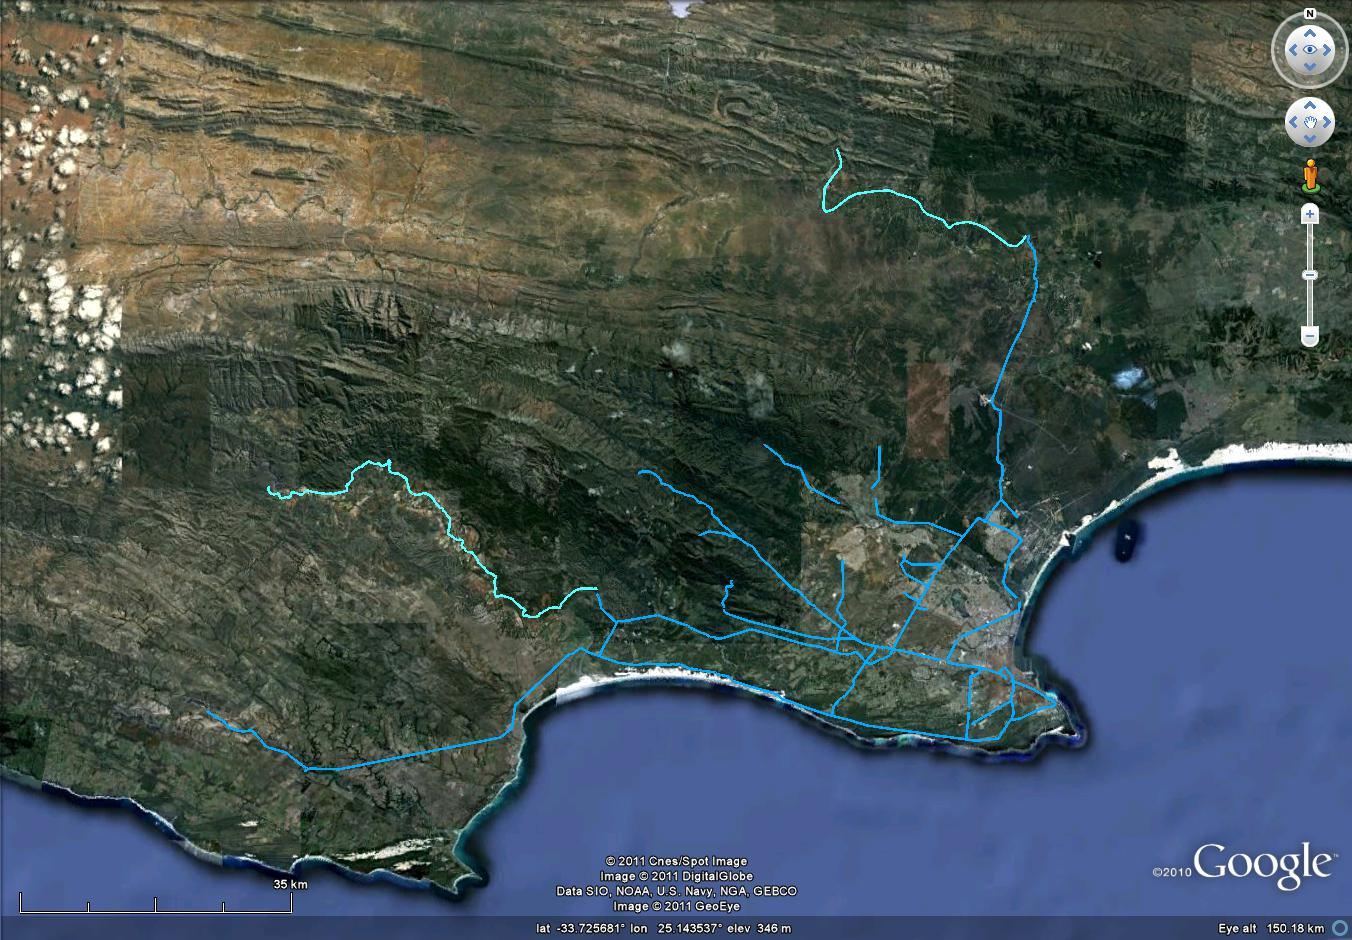 N
35 km
© 2011 Cnes/Spot Image
Image © 2011 DigitalGlobe
Data SIO, NOAA, U.S. Navy, NGA, GEBCO
Image © 2011 GeoEye
©2010 Google™
lat -33.725681° lon 25.143537° elev 346 m
Eye alt 150.18 km